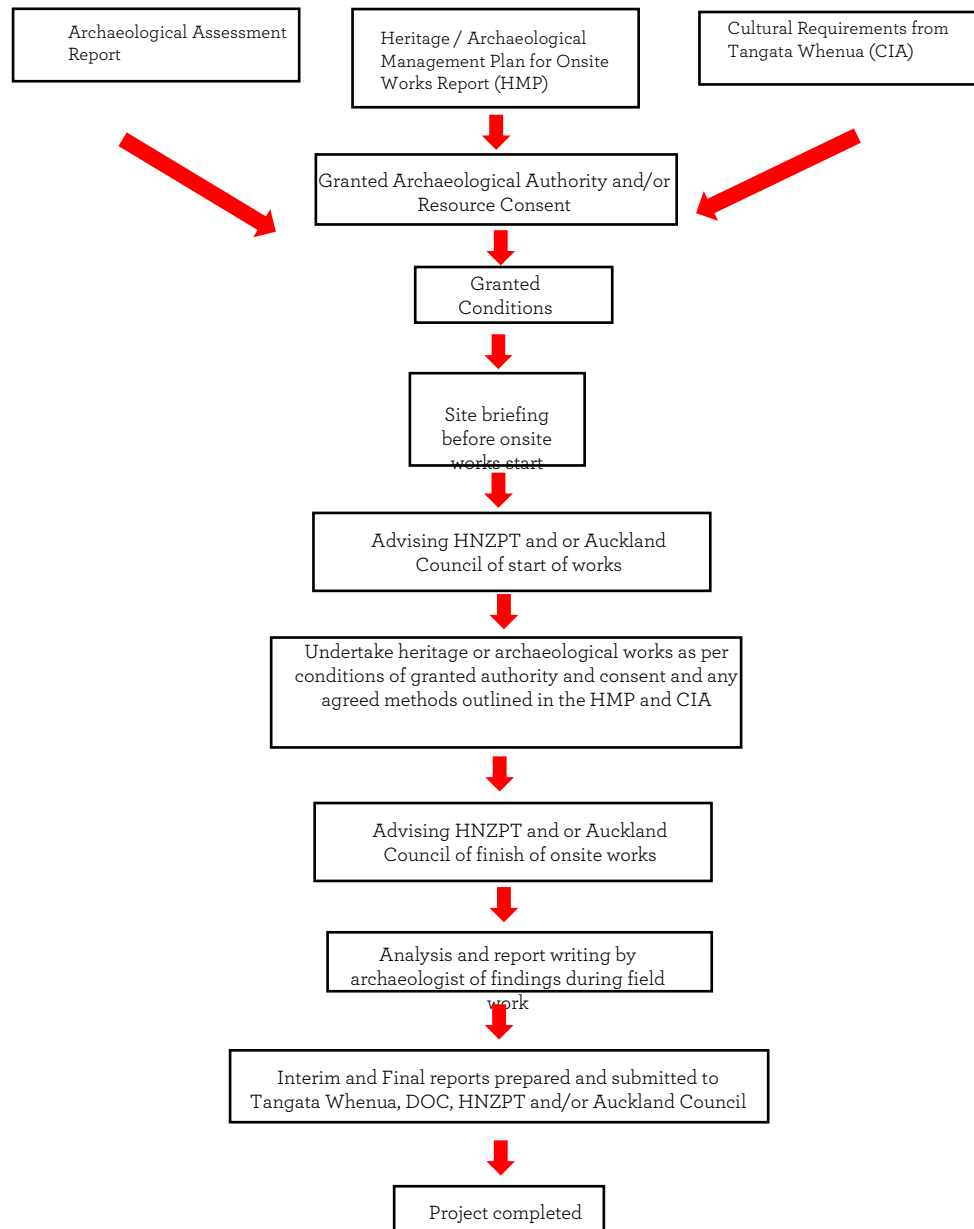 Archaeological Assessment
Report
Heritage / Archaeological
Management Plan for Onsite
Works Report (HMP)
Cultural Requirements from
Tangata Whenua (CIA)
Granted Archaeological Authority and/or
Resource Consent
Granted
Conditions
Site briefing
before onsite
works start
Advising HNZPT and or Auckland
Council of start of works
Undertake heritage or archaeological works as per
conditions of granted authority and consent and any
agreed methods outlined in the HMP and CIA
Advising HNZPT and or Auckland
Council of finish of onsite works
Analysis and report writing by
archaeologist of findings during field
work
Interim and Final reports prepared and submitted to
Tangata Whenua, DOC, HNZPT and/or Auckland Council
Project completed